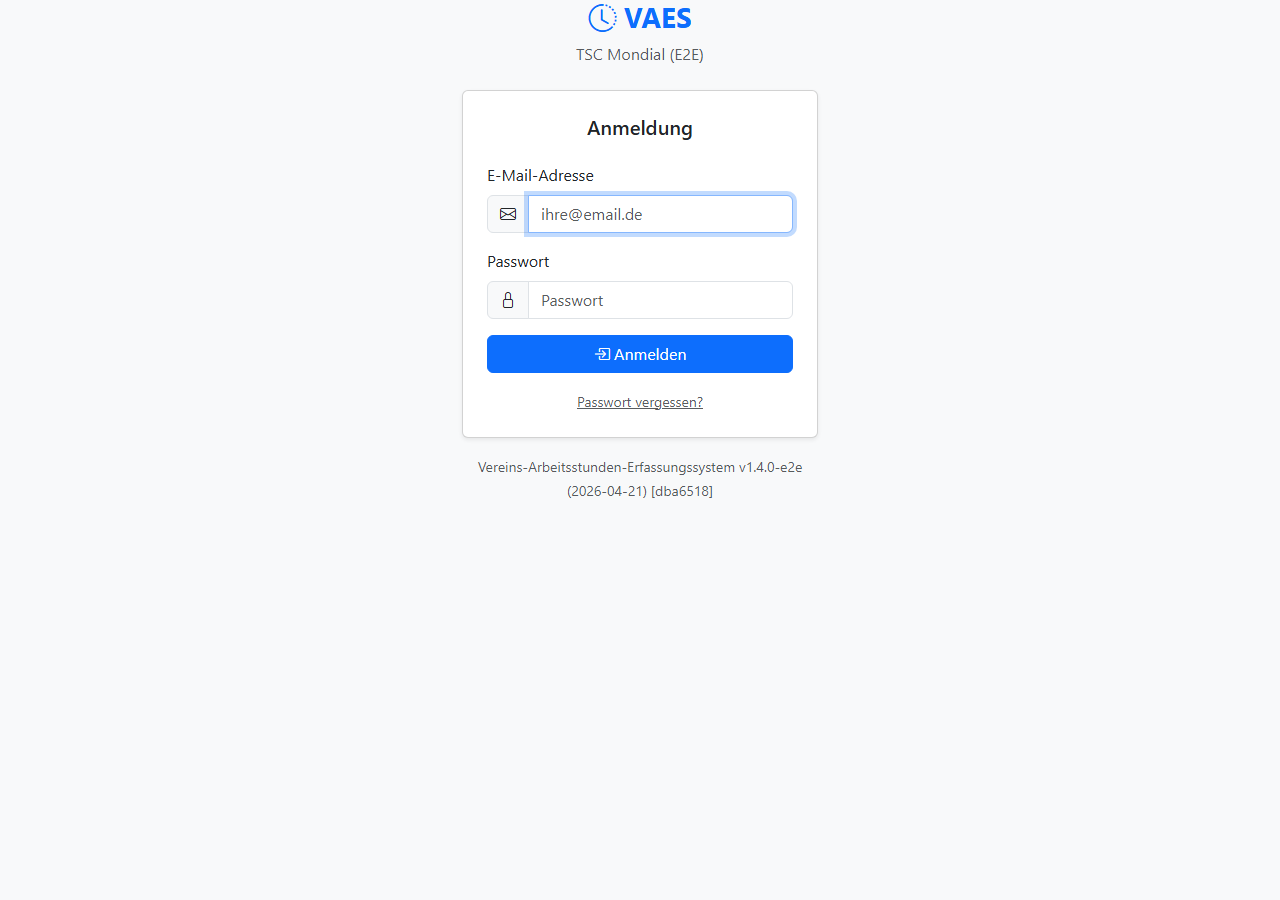 VAES
TSC Mondial (E2E)
Anmeldung
E-Mail-Adresse
ihre@email.de
Passwort
Passwort
Anmelden
Passwort vergessen?
Vereins-Arbeitsstunden-Erfassungssystem v1.4.0-e2e
(2026-04-21) [dba6518]